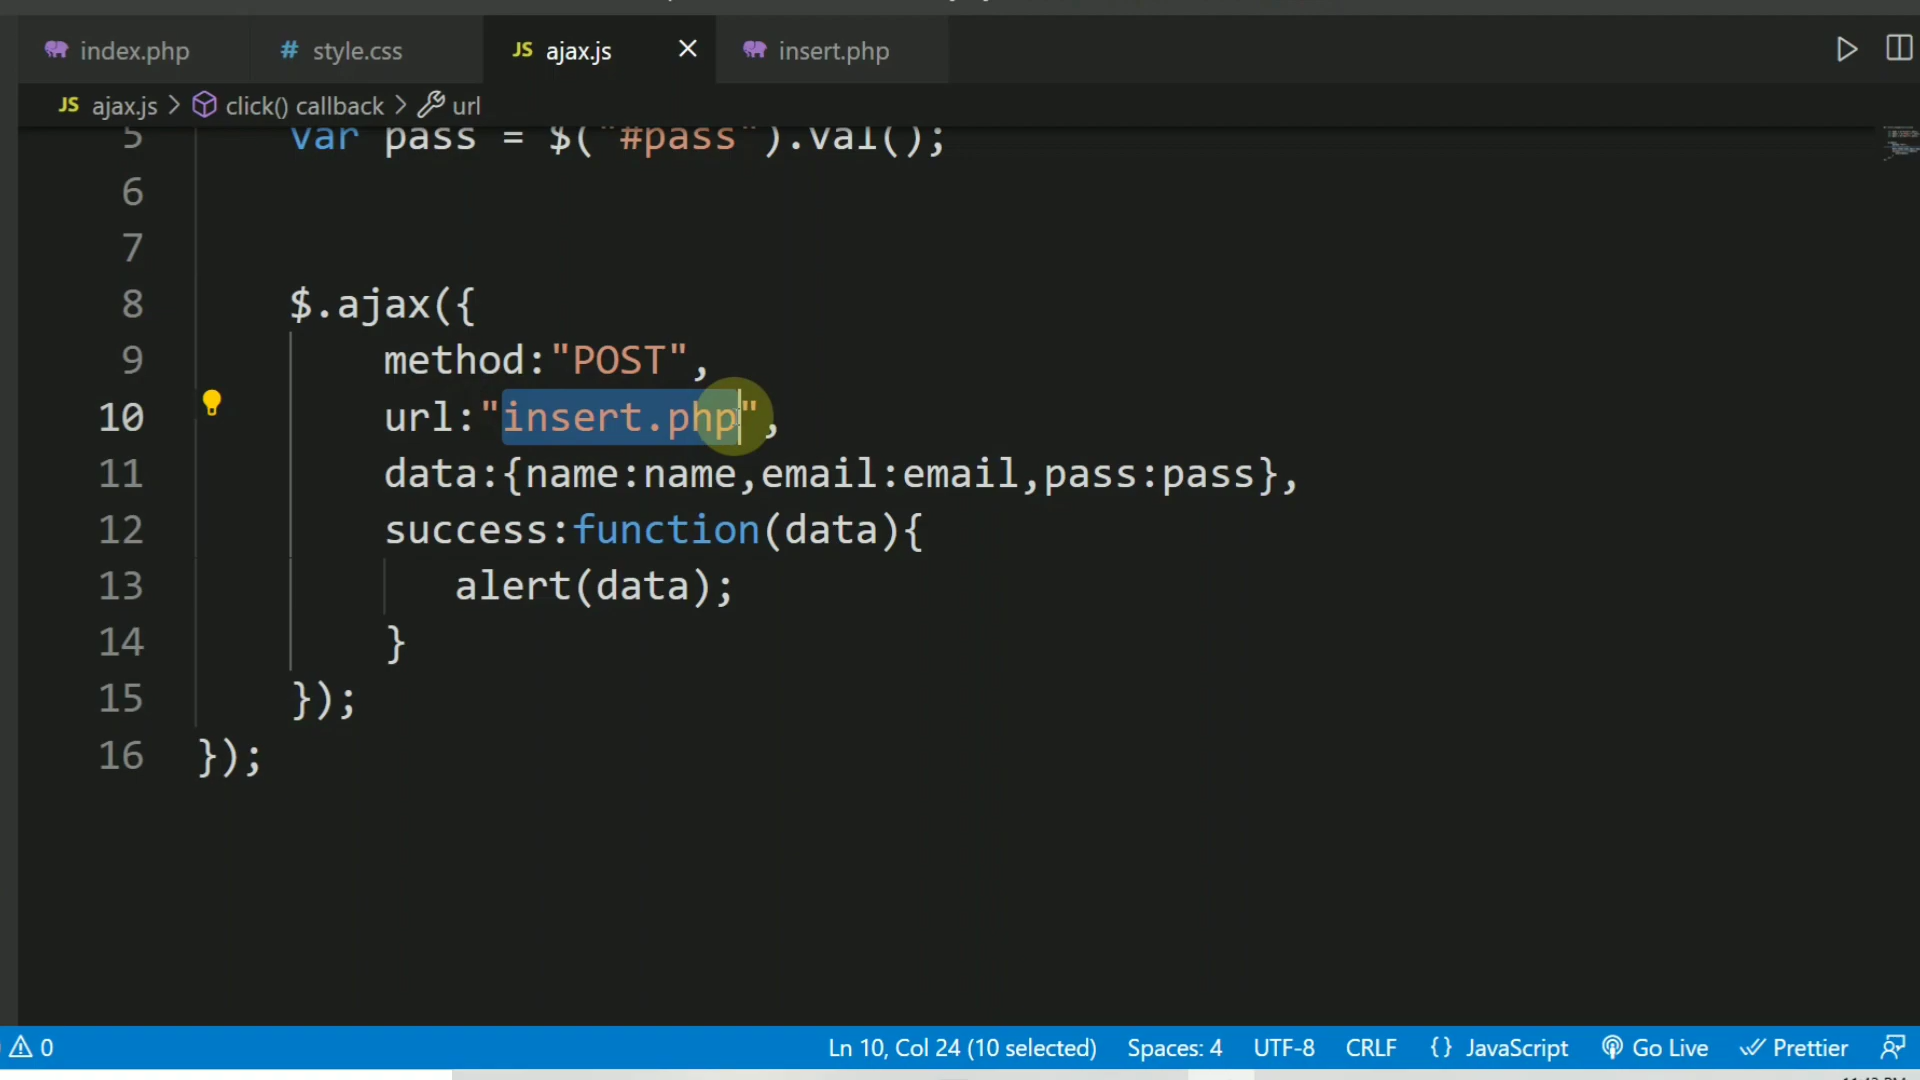 index.php # style.css JS ajax.js × insert.php
JS ajax.js > click() callback > url
5 var pass = $("#pass").val();
6
7
8 $.ajax({
9 method:"POST",
10 url:"insert.php",
11 data:{name:name,email:email,pass:pass},
12 success:function(data){
13 alert(data);
14 }
15 });
16 });
0 Ln 10, Col 24 (10 selected) Spaces: 4 UTF-8 CRLF {} JavaScript Go Live Prettier